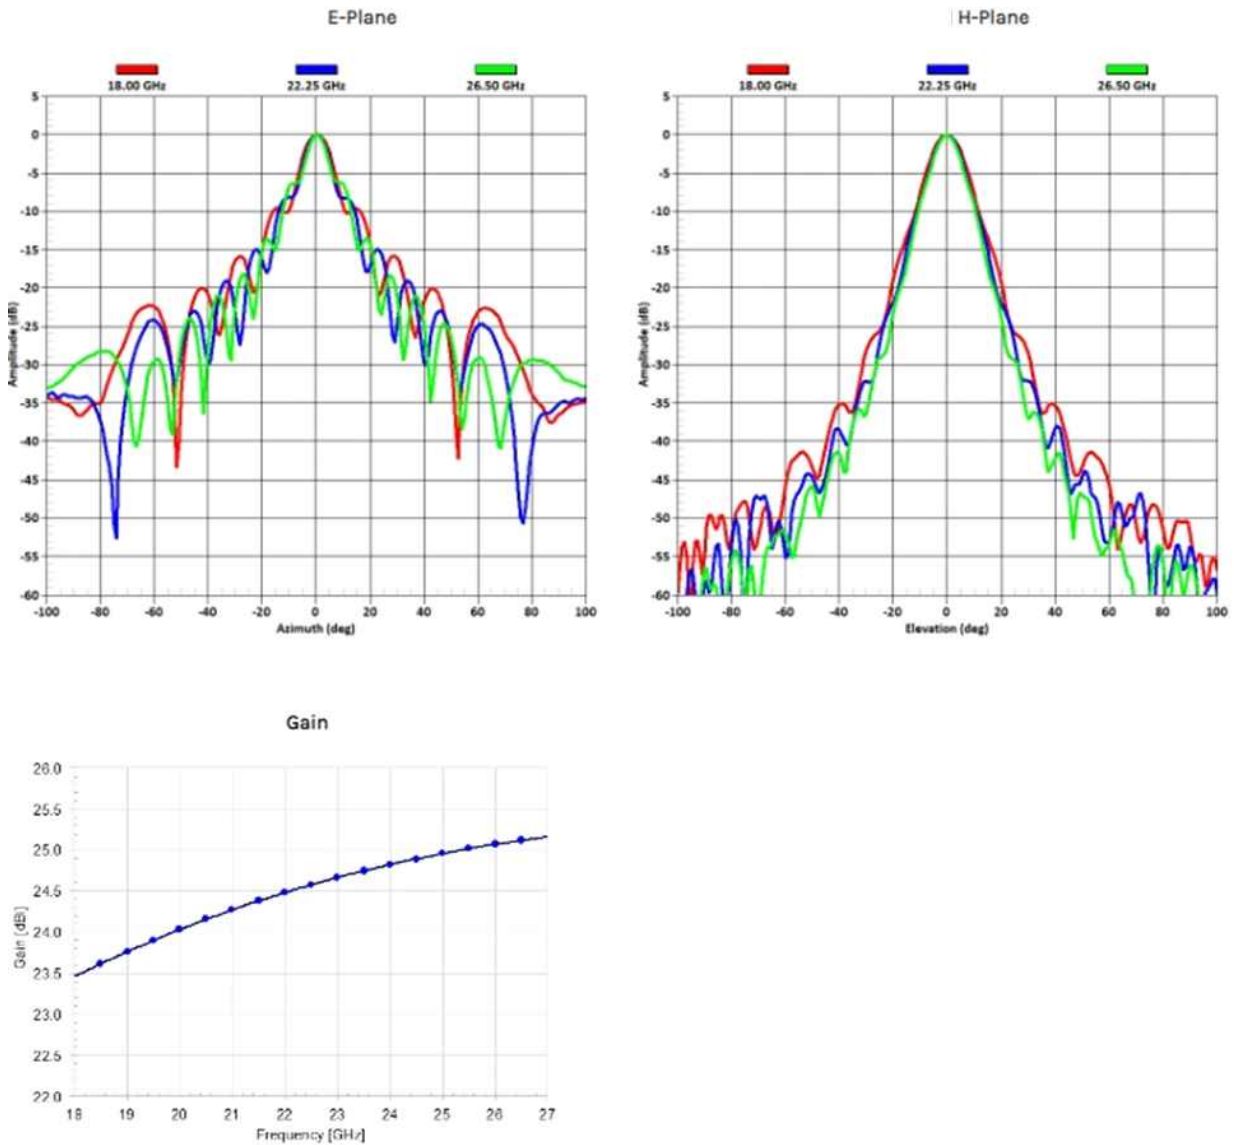 E-Plane
18.00 GHz 22.25 GHz 26.50 GHz
5
0
-5
-10
-15
-20
-25
-30
-35
-40
-45
-50
-55
-60
Amplitude (dB)
-100 -80 -60 -40 -20 0 20 40 60 80 100
Azimuth (deg)
H-Plane
18.00 GHz 22.25 GHz 26.50 GHz
5
0
-5
-10
-15
-20
-25
-30
-35
-40
-45
-50
-55
-60
Amplitude (dB)
-100 -80 -60 -40 -20 0 20 40 60 80 100
Elevation (deg)
Gain
26.0
25.5
25.0
24.5
24.0
23.5
23.0
22.5
22.0
Gain [dBi]
18 19 20 21 22 23 24 25 26 27
Frequency [GHz]